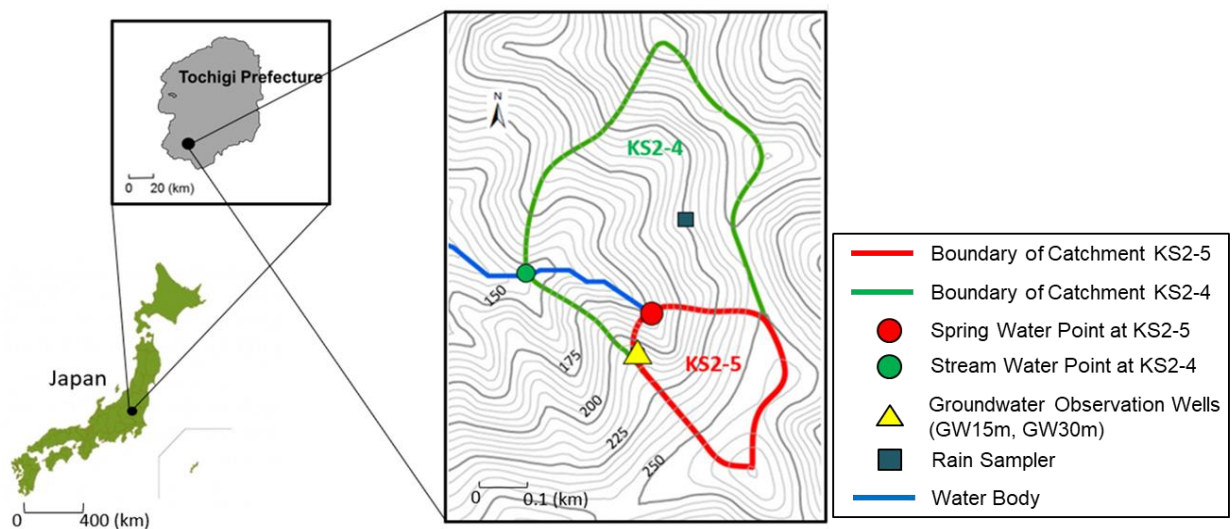 Tochigi Prefecture
0 20 (km)
Japan
0 400 (km)
N
KS2-4
KS2-5
150
175
200
225
250
0 0.1 (km)
Boundary of Catchment KS2-5
Boundary of Catchment KS2-4
Spring Water Point at KS2-5
Stream Water Point at KS2-4
Groundwater Observation Wells
(GW15m, GW30m)
Rain Sampler
Water Body